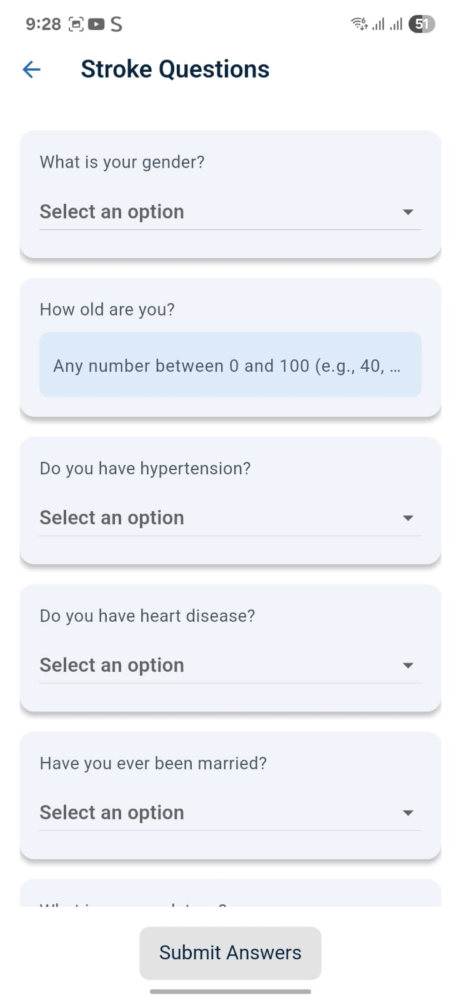 9:28 S 6 51
Stroke Questions
What is your gender?
Select an option
How old are you?
Any number between 0 and 100 (e.g., 40, ...
Do you have hypertension?
Select an option
Do you have heart disease?
Select an option
Have you ever been married?
Select an option
Submit Answers